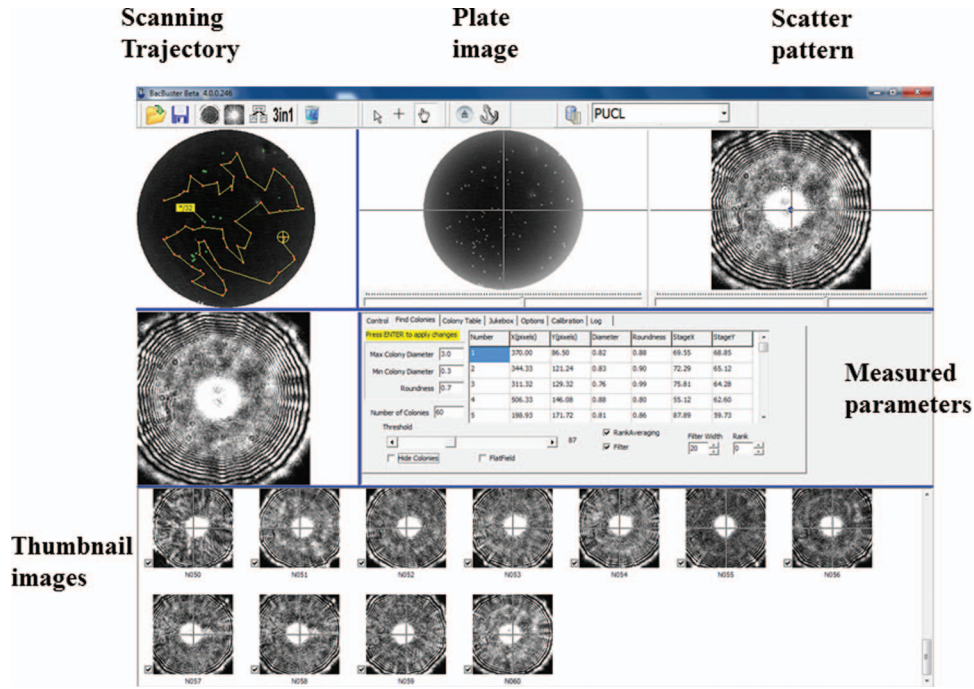 Scanning
Trajectory
Plate
image
Scatter
pattern
BacBuster Beta 4.0.0.246
3in1
PUCL
*/32
Control Find Colonies Colony Table Jukebox Options Calibration Log
Press ENTER to apply changes
Max Colony Diameter 3.0
Min Colony Diameter 0.3
Roundness 0.7
Number of Colonies 60
Number X(pixels) Y(pixels) Diameter Roundness StageX StageY
1 370.00 86.50 0.82 0.88 69.55 68.85
2 344.33 121.24 0.83 0.90 72.29 65.12
3 311.32 129.32 0.76 0.99 75.81 64.28
4 506.33 146.08 0.88 0.80 55.12 62.60
5 198.93 171.72 0.81 0.86 87.89 59.73
Threshold
87
Hide Colonies
FlatField
RankAveraging
Filter
Filter Width
20
Rank
0
Measured
parameters
Thumbnail
images
N050 N051 N052 N053 N054 N055 N056
N057 N058 N059 N060